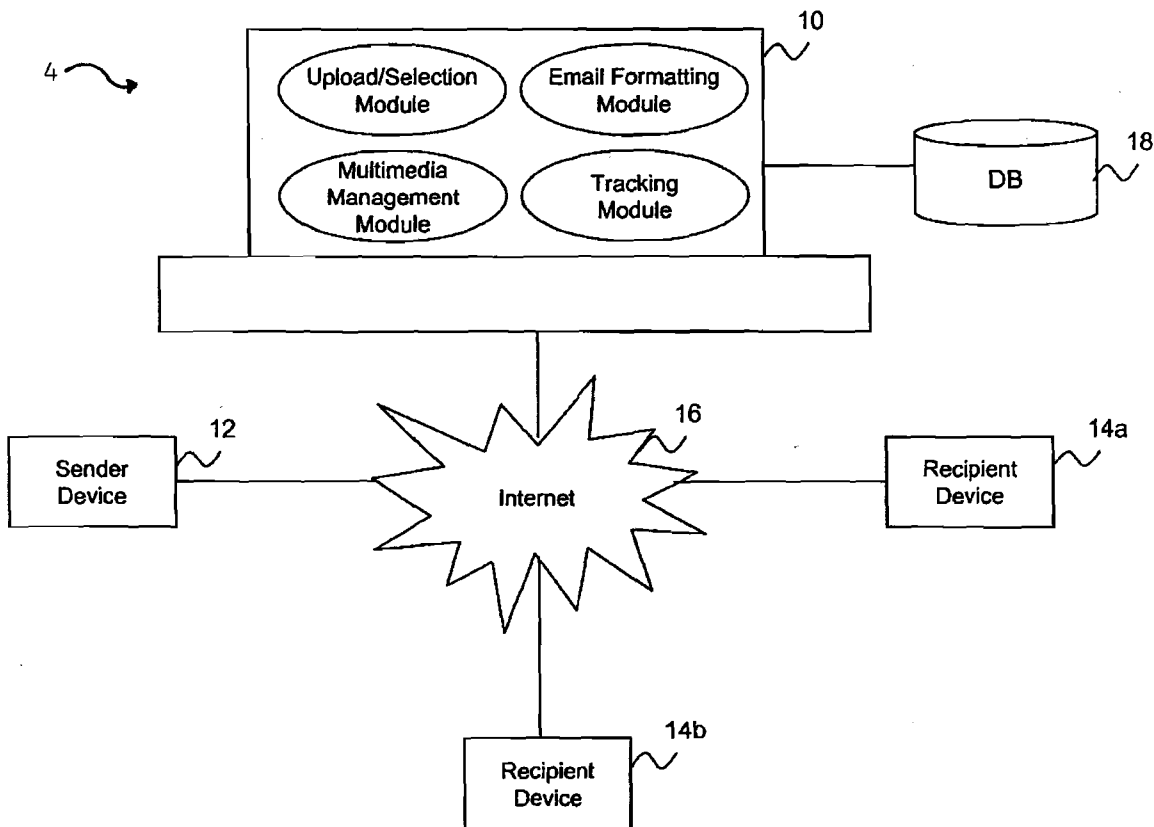 10
4
Upload/Selection
Module
Email Formatting
Module
18
DB
Multimedia
Management
Module
Tracking
Module
12
16
14a
Sender
Device
Internet
Recipient
Device
14b
Recipient
Device